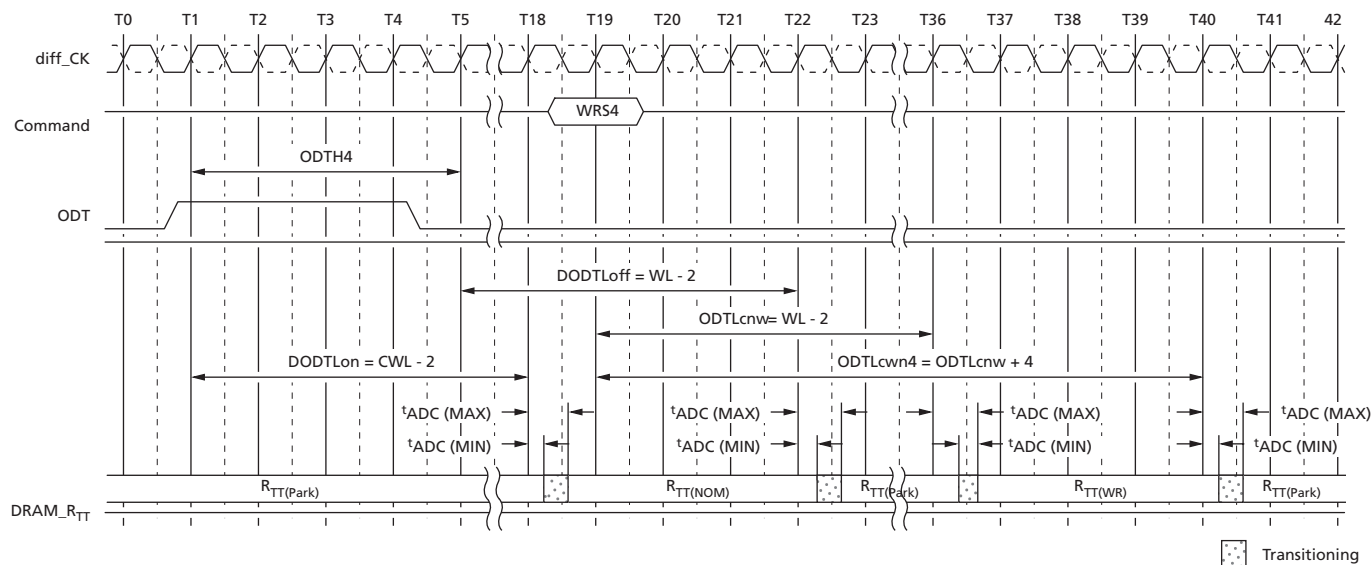 T0 T1 T2 T3 T4 T5 T18 T19 T20 T21 T22 T23 T36 T37 T38 T39 T40 T41 42
diff_CK
WRS4
Command
ODTH4
ODT
DODTLoff = WL - 2
ODTLcnw= WL - 2
DODTLon = CWL - 2
ODTLcwn4 = ODTLcnw + 4
tADC (MAX) tADC (MAX) tADC (MAX) tADC (MAX)
tADC (MIN) tADC (MIN) tADC (MIN) tADC (MIN)
RTT(Park) RTT(NOM) RTT(Park) RTT(WR) RTT(Park)
DRAM_RTT
Transitioning